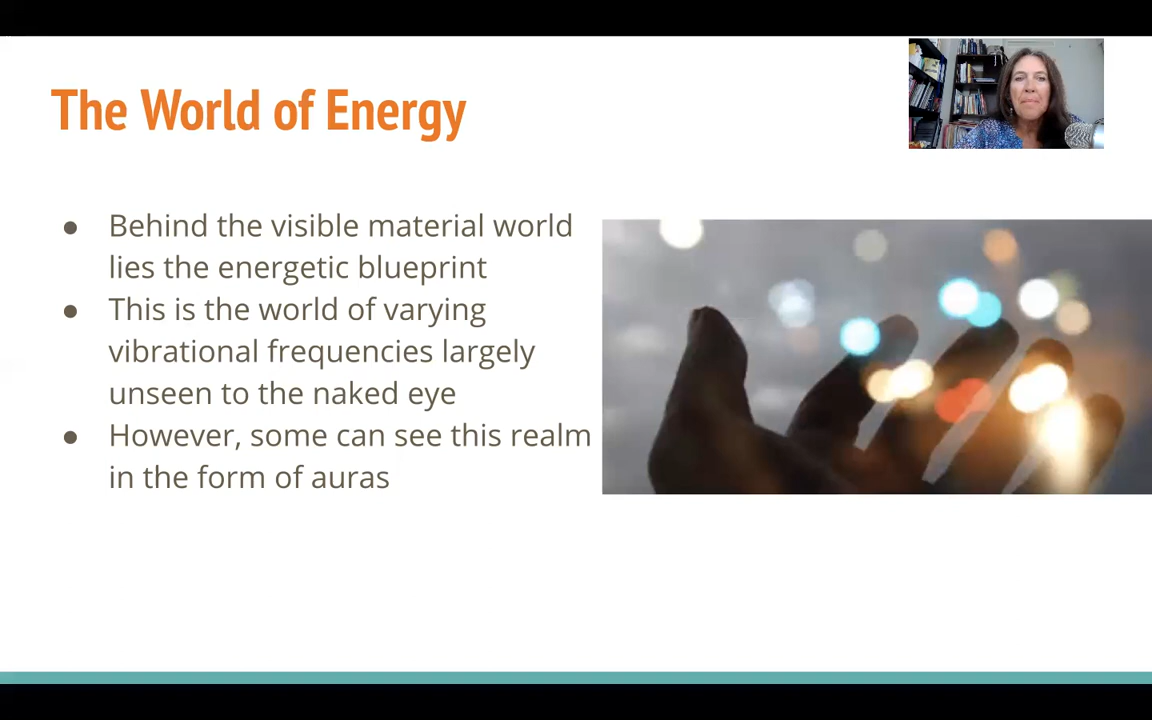 The World of Energy
● Behind the visible material world
lies the energetic blueprint
● This is the world of varying
vibrational frequencies largely
unseen to the naked eye
● However, some can see this realm
in the form of auras